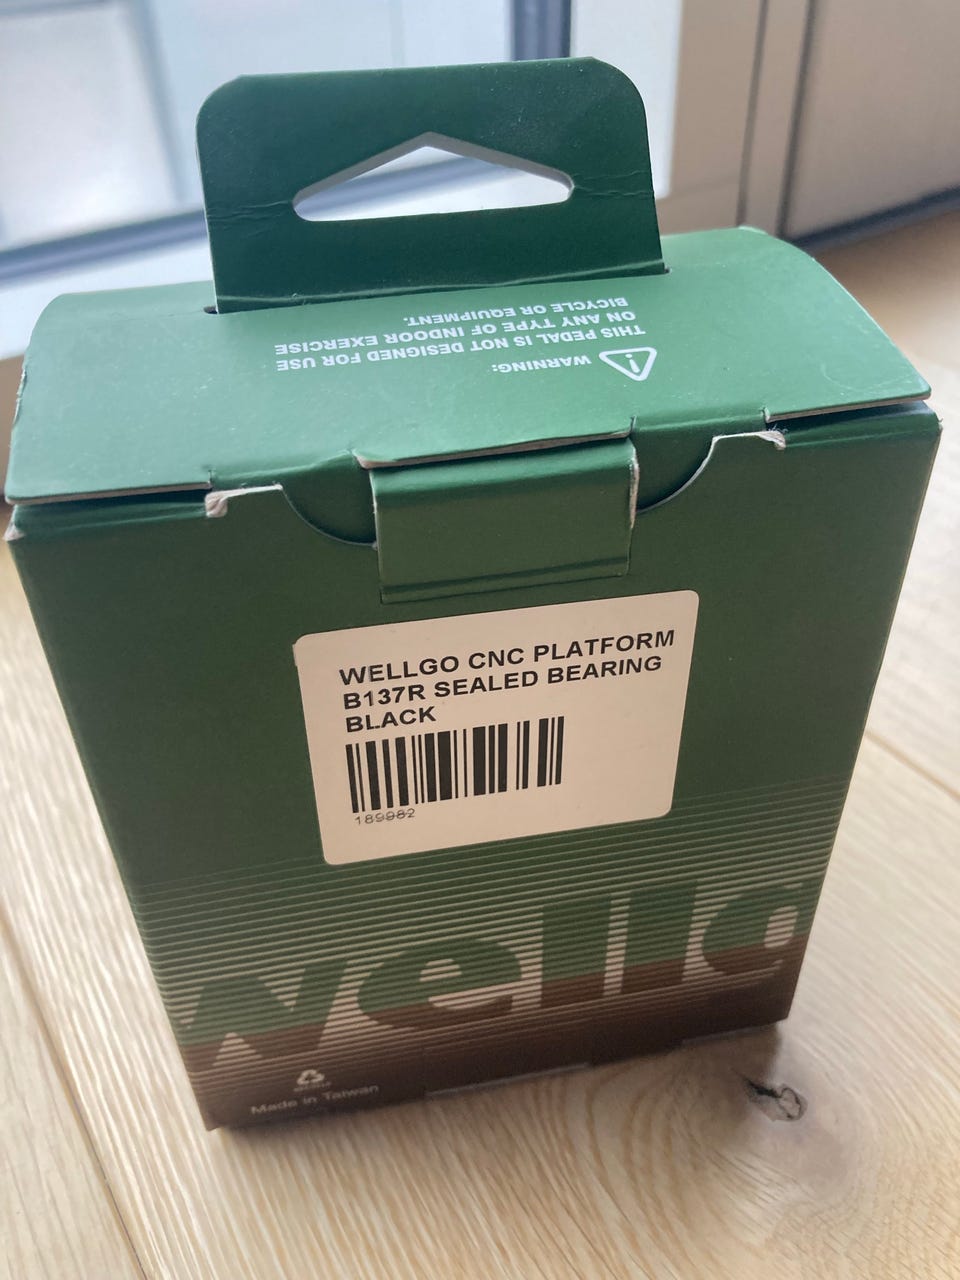 WARNING:
THIS PEDAL IS NOT DESIGNED FOR USE
ON ANY TYPE OF INDOOR EXERCISE
BICYCLE OR EQUIPMENT.
WELLGO CNC PLATFORM
B137R SEALED BEARING
BLACK
189982
wellg
Made in Taiwan